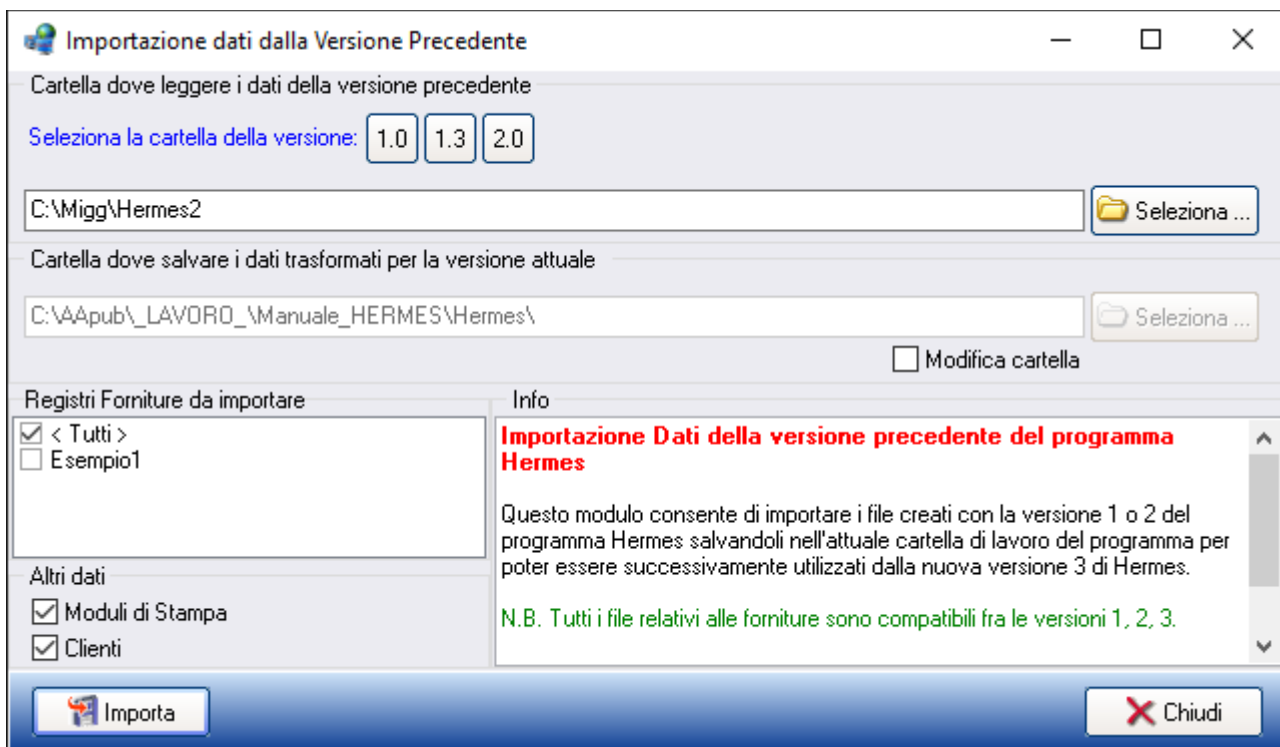 Importazione dati dalla Versione Precedente
Cartella dove leggere i dati della versione precedente
Seleziona la cartella della versione: 1.0 1.3 2.0
C:\Migg\Hermes2 Seleziona ...
Cartella dove salvare i dati trasformati per la versione attuale
C:\AApub\_LAVORO_\Manuale_HERMES\Hermes\ Seleziona ...
Modifica cartella
Registri Forniture da importare
< Tutti >
Esempio1
Altri dati
Moduli di Stampa
Clienti
Info
Importazione Dati della versione precedente del programma
Hermes
Questo modulo consente di importare i file creati con la versione 1 o 2 del
programma Hermes salvandoli nell'attuale cartella di lavoro del programma per
poter essere successivamente utilizzati dalla nuova versione 3 di Hermes.
N.B. Tutti i file relativi alle forniture sono compatibili fra le versioni 1, 2, 3.
Importa Chiudi